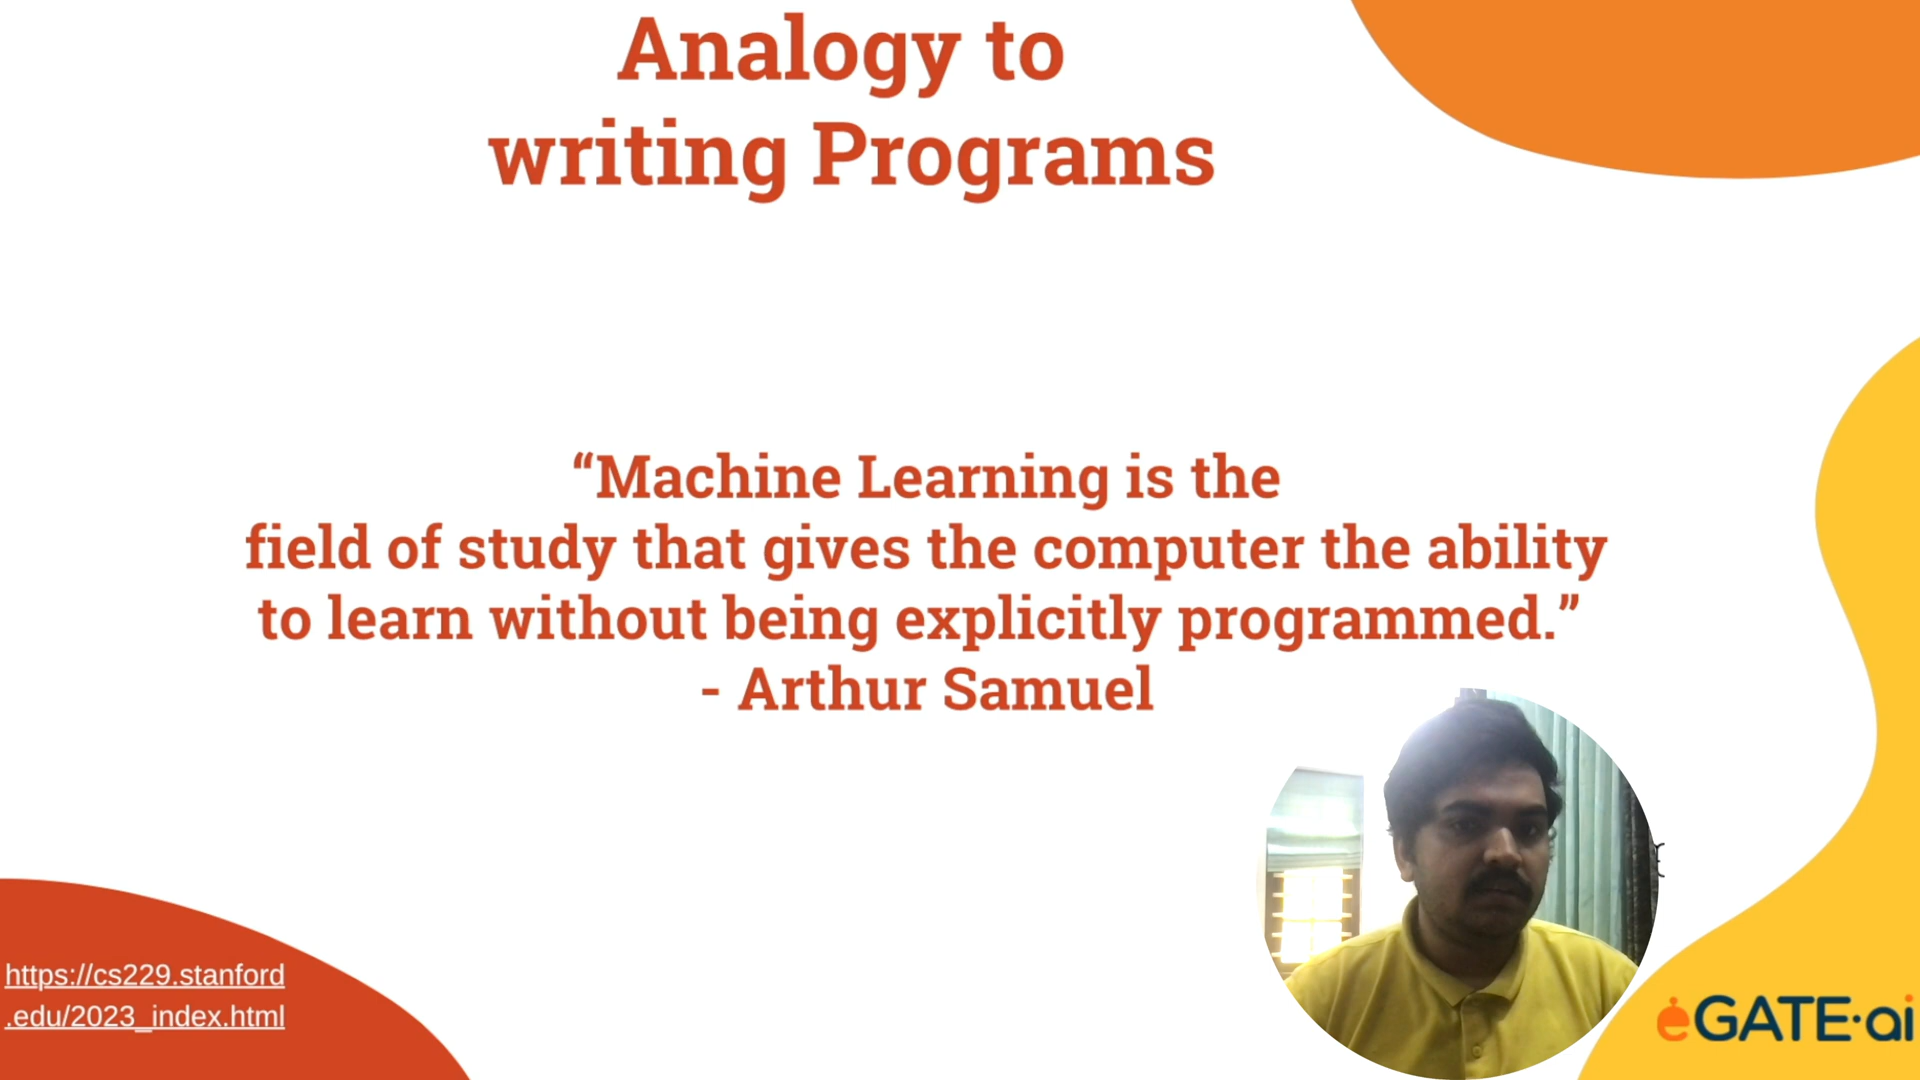 Analogy to
writing Programs
“Machine Learning is the
field of study that gives the computer the ability
to learn without being explicitly programmed.”
- Arthur Samuel
https://cs229.stanford
.edu/2023_index.html
eGATE·ai